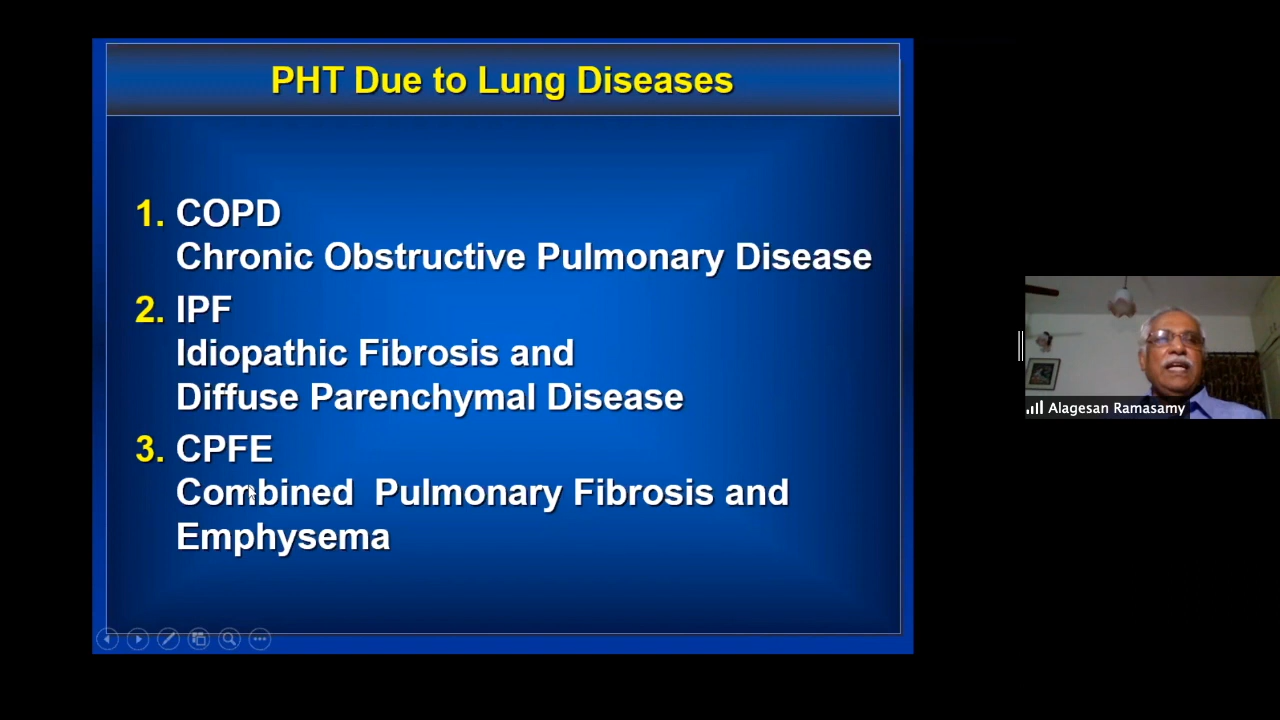 PHT Due to Lung Diseases
1. COPD
Chronic Obstructive Pulmonary Disease
2. IPF
Idiopathic Fibrosis and
Diffuse Parenchymal Disease
3. CPFE
Combined Pulmonary Fibrosis and
Emphysema
Alagesan Ramasamy